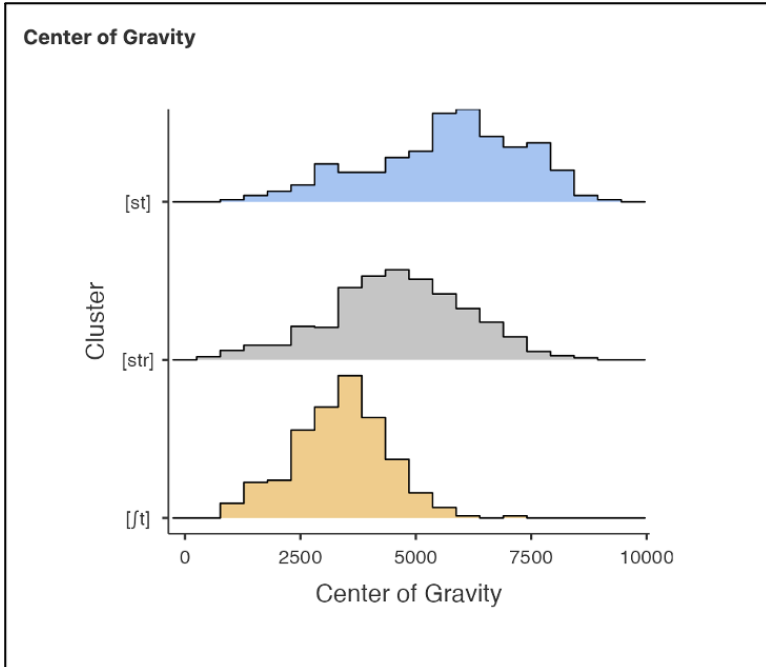 Center of Gravity
[st]
[str]
[ʃt]
Cluster
0 2500 5000 7500 10000
Center of Gravity